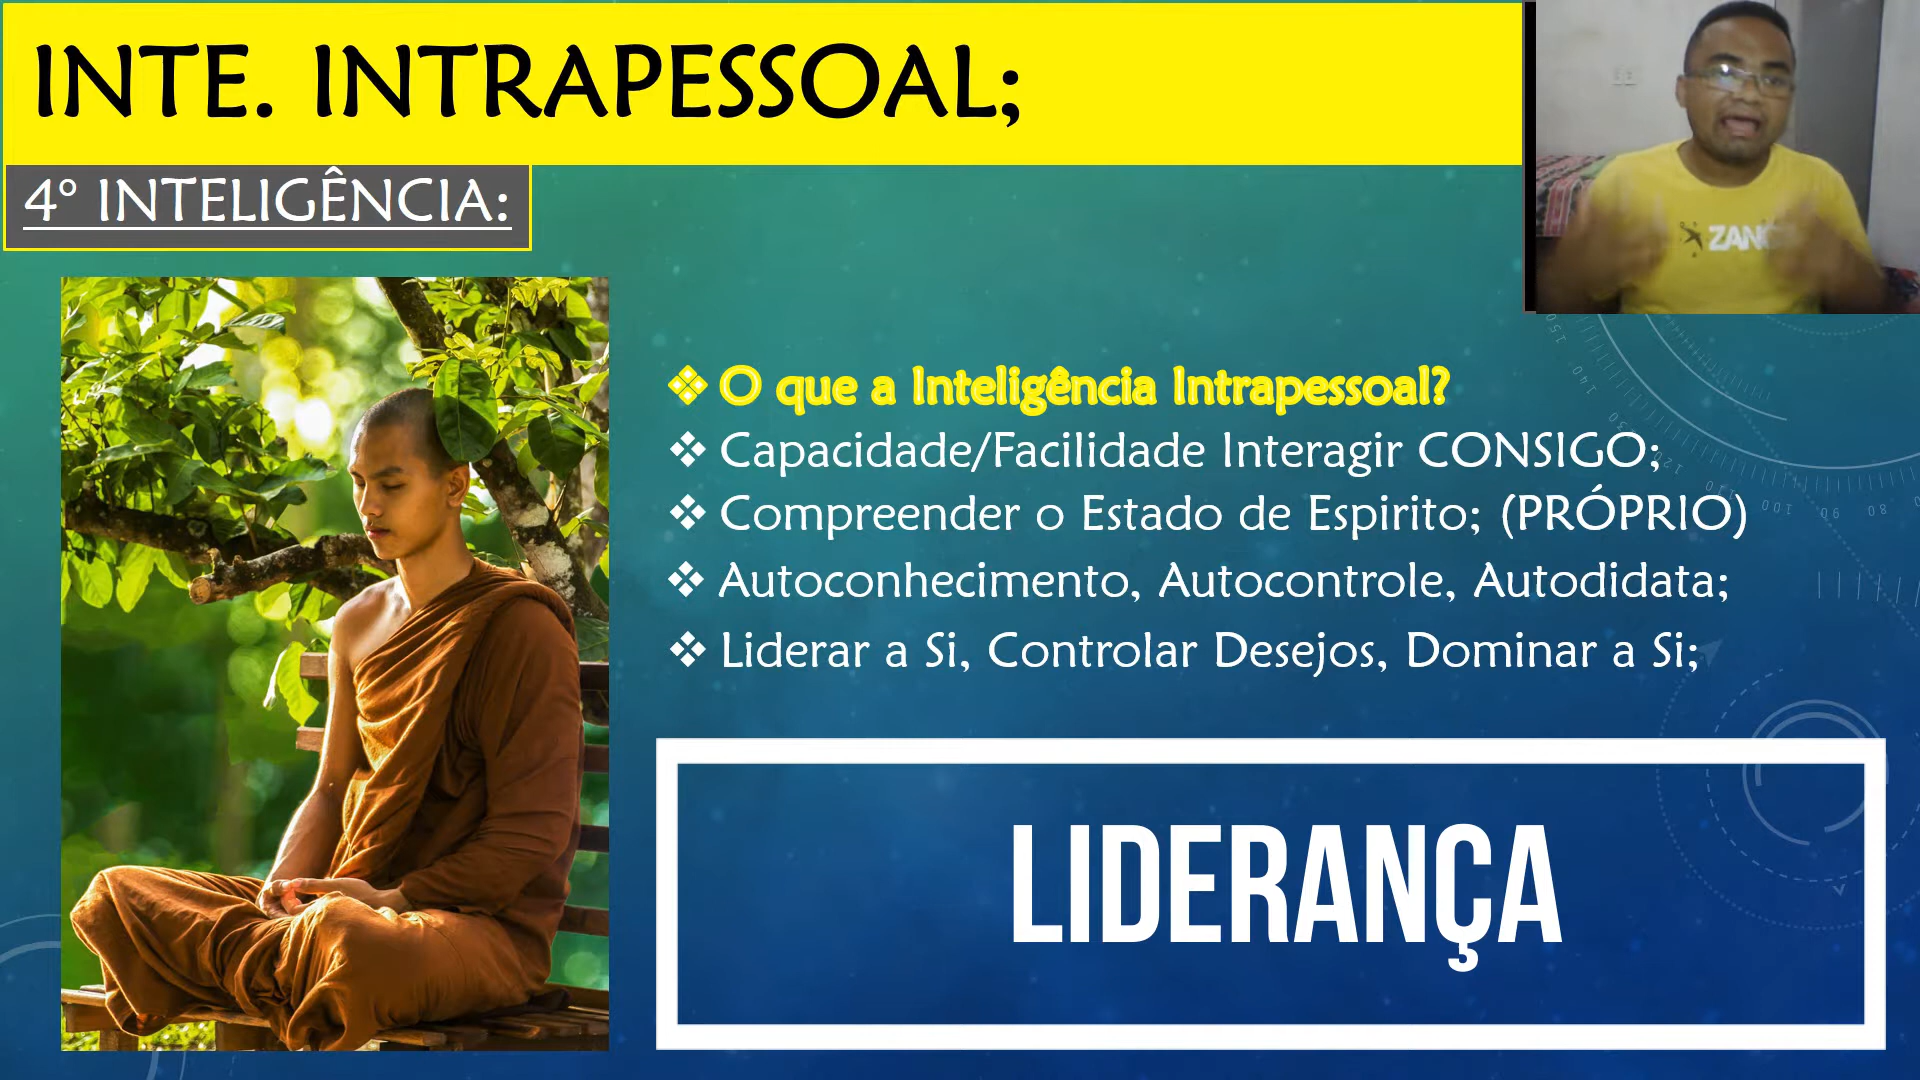 INTE. INTRAPESSOAL;
4º INTELIGÊNCIA:
O que a Inteligência Intrapessoal?
Capacidade/Facilidade Interagir CONSIGO;
Compreender o Estado de Espirito; (PRÓPRIO)
Autoconhecimento, Autocontrole, Autodidata;
Liderar a Si, Controlar Desejos, Dominar a Si;
LIDERANÇA